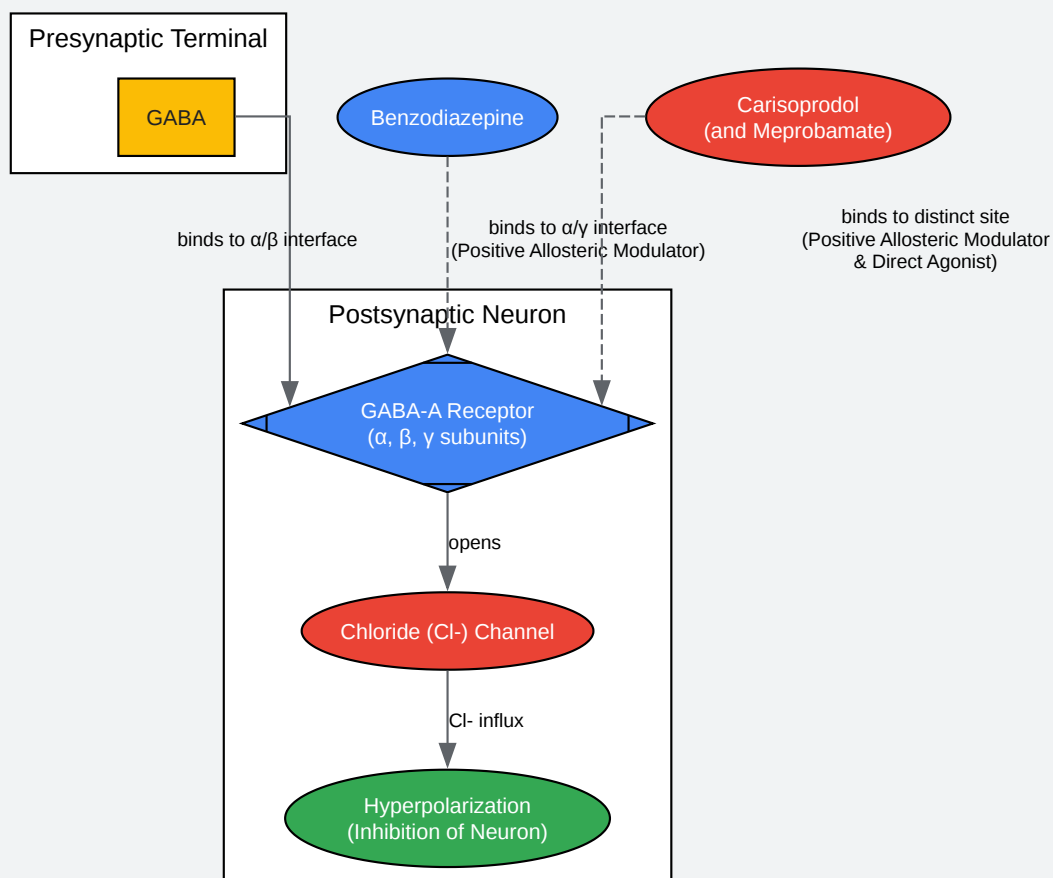 Presynaptic Terminal
GABA
Benzodiazepine
Carisoprodol
(and Meprobamate)
binds to α/β interface
binds to α/γ interface
(Positive Allosteric Modulator)
binds to distinct site
(Positive Allosteric Modulator
& Direct Agonist)
Postsynaptic Neuron
GABA-A Receptor
(α, β, γ subunits)
opens
Chloride (Cl-) Channel
Cl- influx
Hyperpolarization
(Inhibition of Neuron)